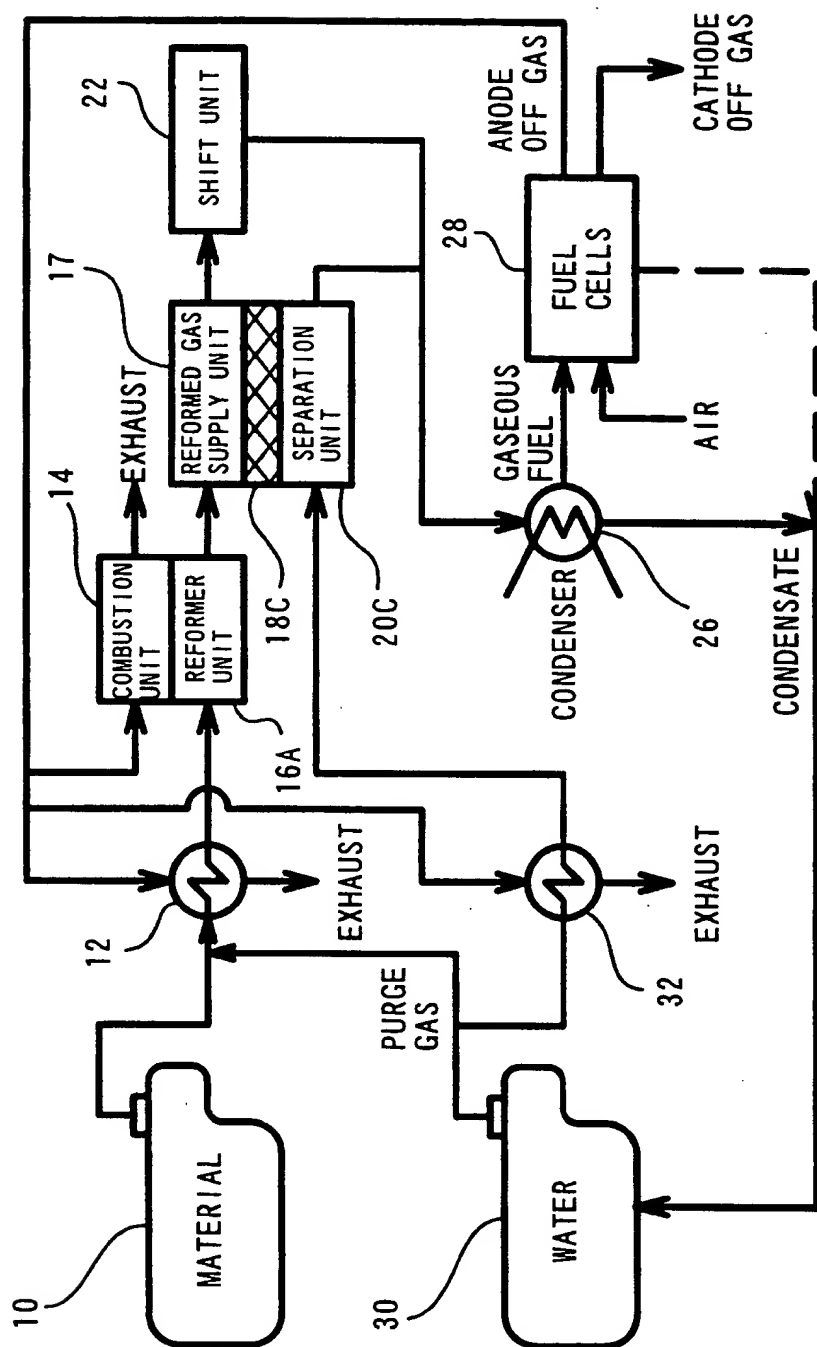 10
MATERIAL
30
WATER
PURGE
GAS
12
EXHAUST
32
EXHAUST
16A
14
COMBUSTION
UNIT
REFORMER
UNIT
EXHAUST
18C
20C
17
REFORMED GAS
SUPPLY UNIT
SEPARATION
UNIT
22
SHIFT UNIT
CONDENSER
26
CONDENSATE
GASEOUS
FUEL
AIR
28
FUEL
CELLS
ANODE
OFF GAS
CATHODE
OFF GAS